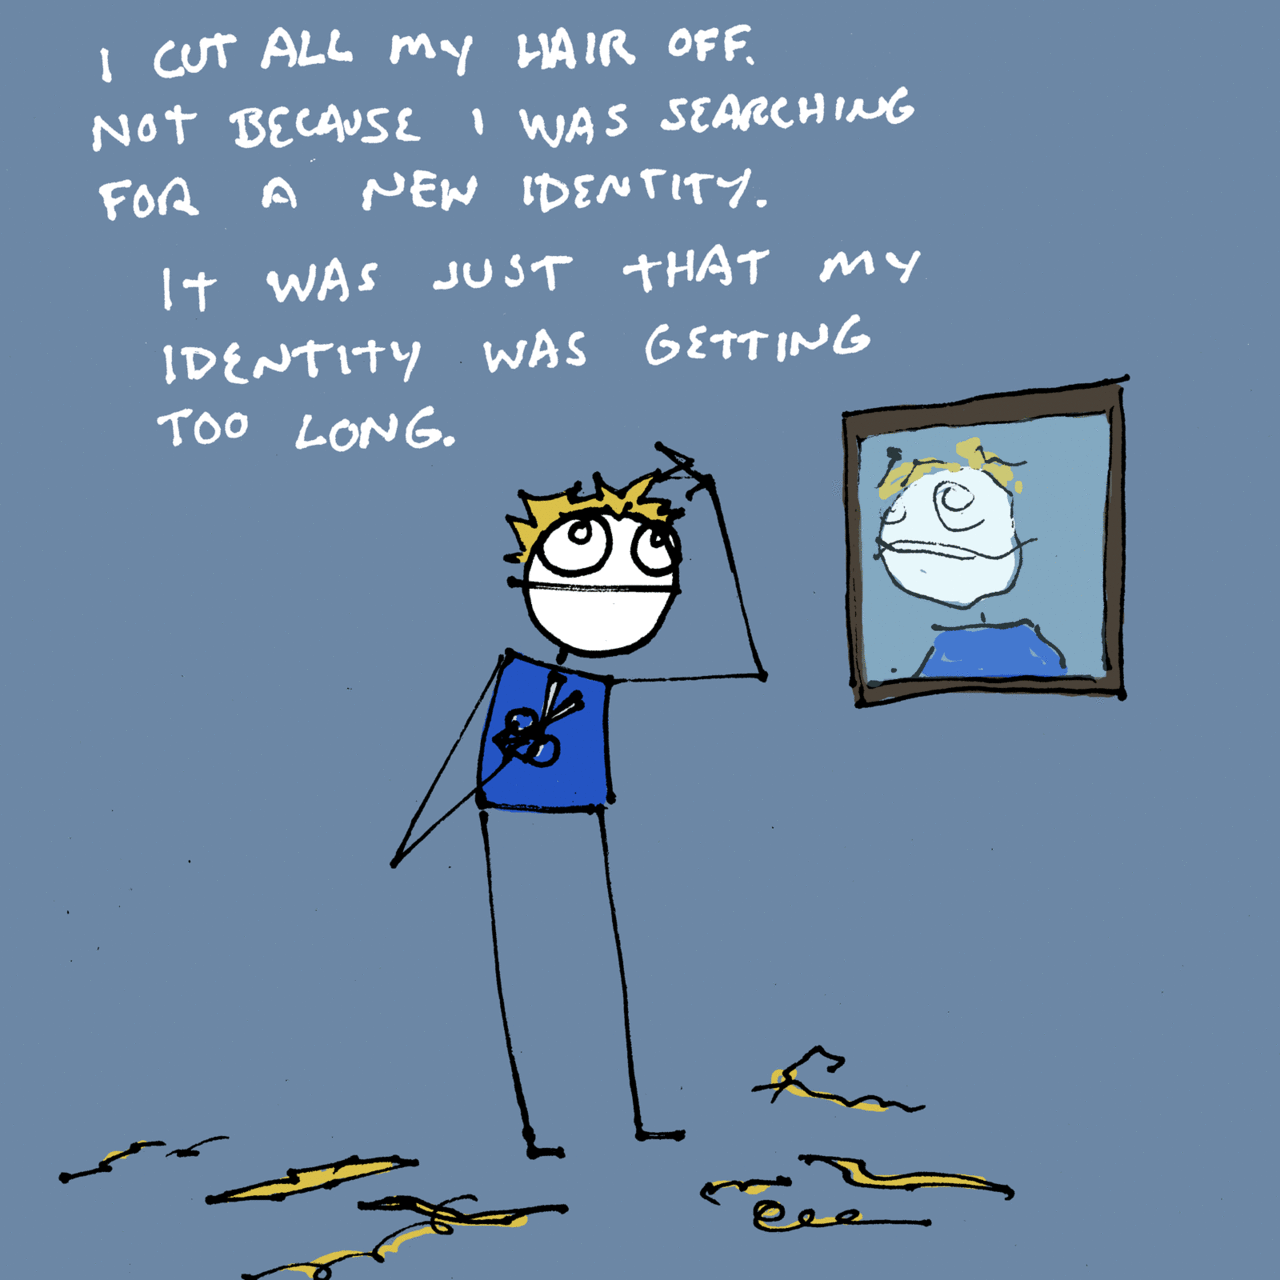 I CUT ALL MY HAIR OFF.
NOT BECAUSE I WAS SEARCHING
FOR A NEW IDENTITY.
IT WAS JUST THAT MY
IDENTITY WAS GETTING
TOO LONG.